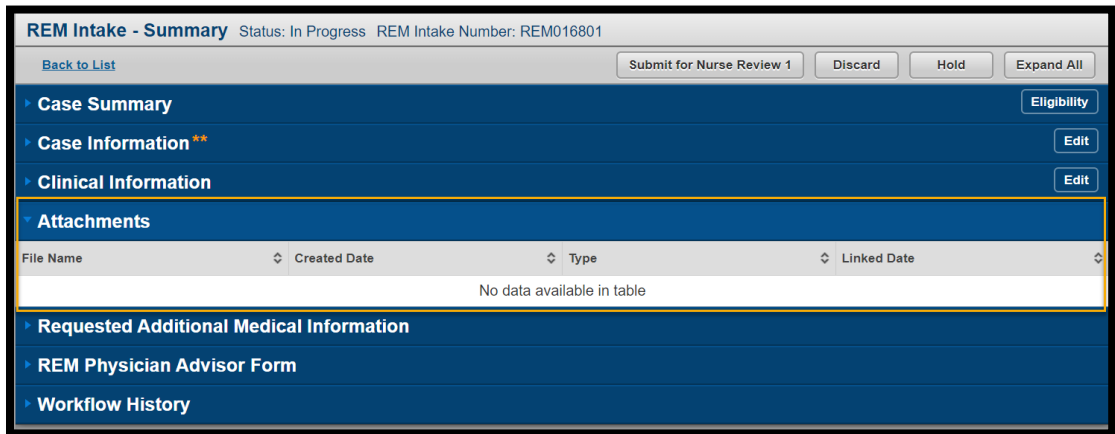 REM Intake - Summary Status: In Progress REM Intake Number: REM016801
Back to List Submit for Nurse Review 1 Discard Hold Expand All
Case Summary Eligibility
Case Information** Edit
Clinical Information Edit
Attachments
File Name Created Date Type Linked Date
No data available in table
Requested Additional Medical Information
REM Physician Advisor Form
Workflow History